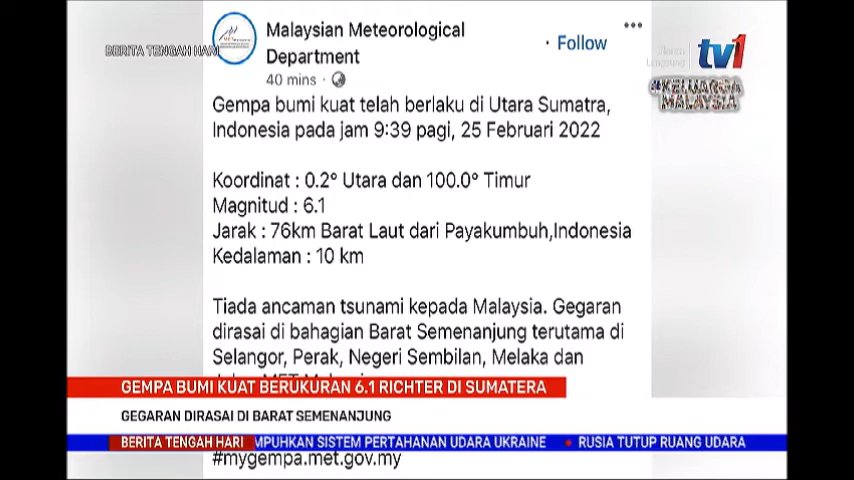 BERITA TENGAH HARI
Malaysian Meteorological
Department
40 mins ·
· Follow
Siaran
Langsung
tv1
#KELUARGA
MALAYSIA
Gempa bumi kuat telah berlaku di Utara Sumatra,
Indonesia pada jam 9:39 pagi, 25 Februari 2022
Koordinat : 0.2° Utara dan 100.0° Timur
Magnitud : 6.1
Jarak : 76km Barat Laut dari Payakumbuh,Indonesia
Kedalaman : 10 km
Tiada ancaman tsunami kepada Malaysia. Gegaran
dirasai di bahagian Barat Semenanjung terutama di
Selangor, Perak, Negeri Sembilan, Melaka dan
GEMPA BUMI KUAT BERUKURAN 6.1 RICHTER DI SUMATERA
GEGARAN DIRASAI DI BARAT SEMENANJUNG
BERITA TENGAH HARI MPUHKAN SISTEM PERTAHANAN UDARA UKRAINE • RUSIA TUTUP RUANG UDARA
#mygempa.met.gov.my